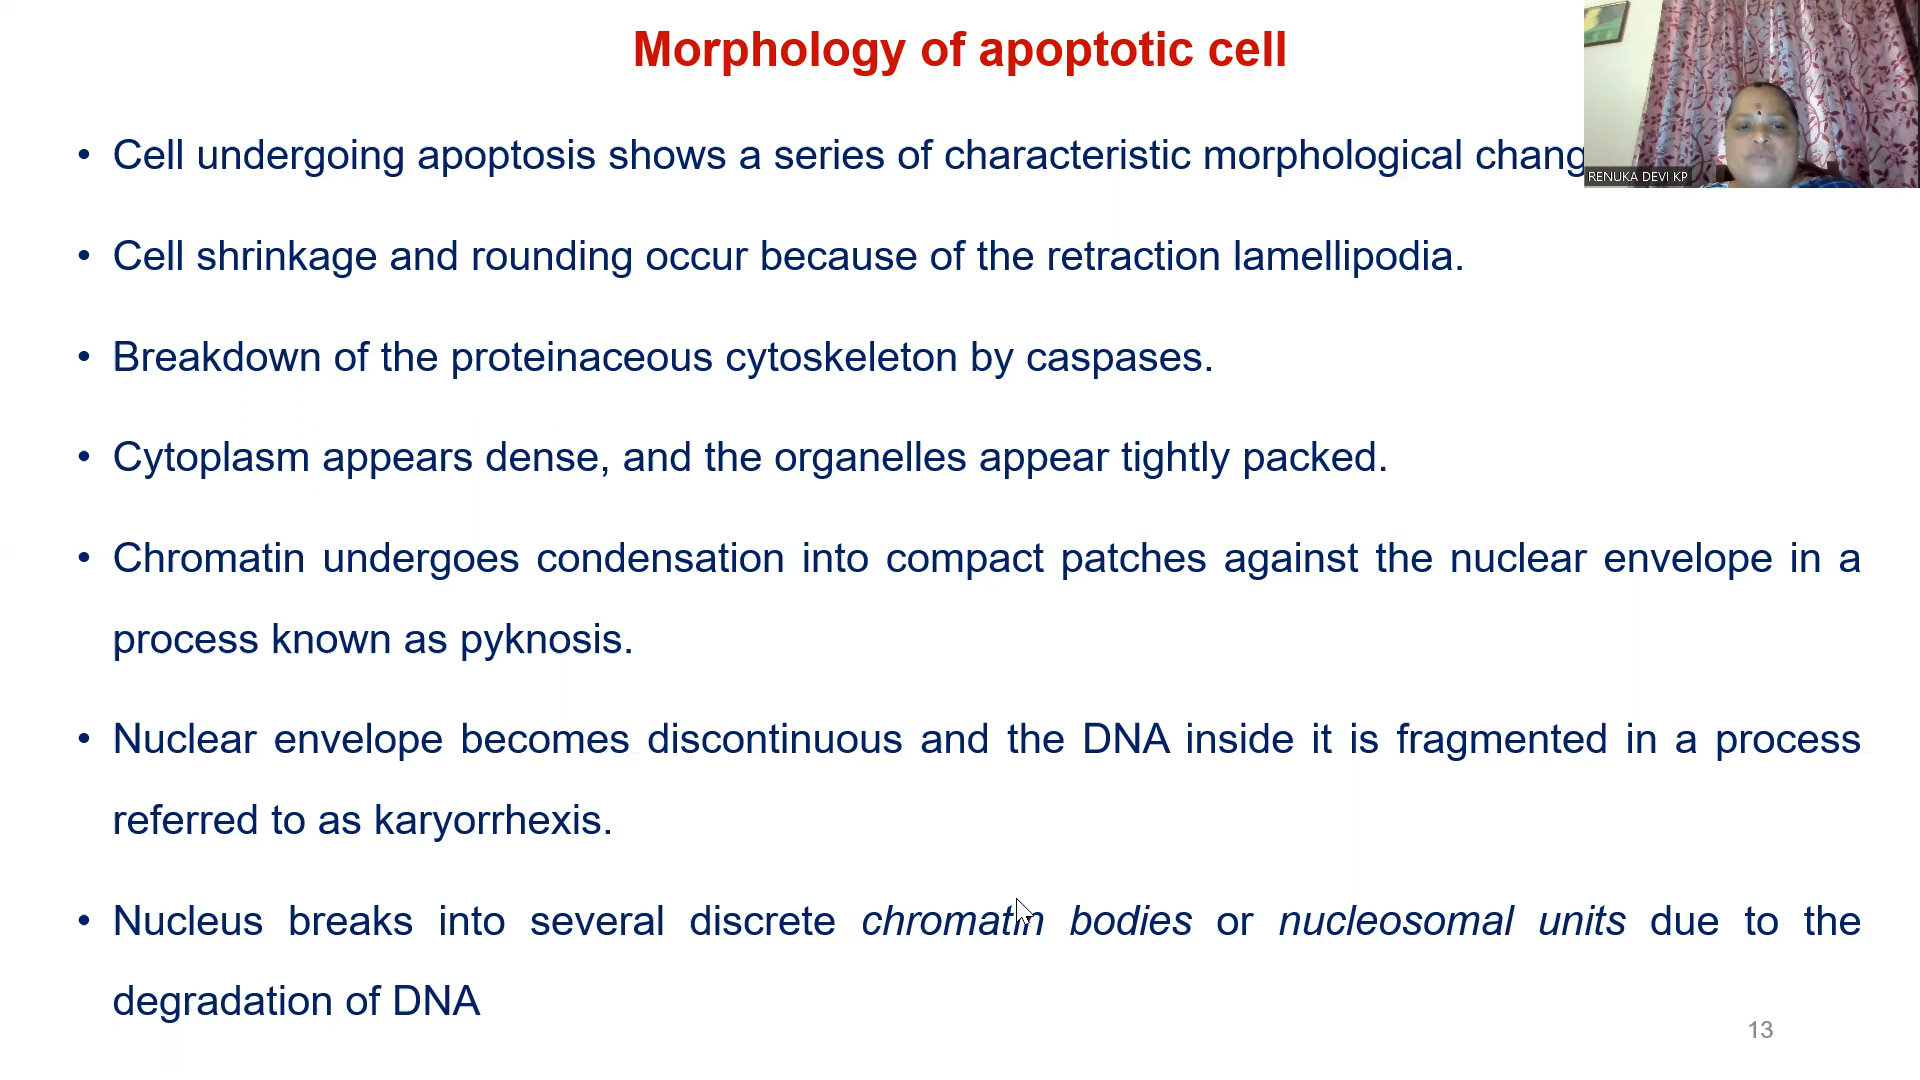 Morphology of apoptotic cell
• Cell undergoing apoptosis shows a series of characteristic morphological chang
RENUKA DEVI KP
• Cell shrinkage and rounding occur because of the retraction lamellipodia.
• Breakdown of the proteinaceous cytoskeleton by caspases.
• Cytoplasm appears dense, and the organelles appear tightly packed.
• Chromatin undergoes condensation into compact patches against the nuclear envelope in a
process known as pyknosis.
• Nuclear envelope becomes discontinuous and the DNA inside it is fragmented in a process
referred to as karyorrhexis.
• Nucleus breaks into several discrete chromatin bodies or nucleosomal units due to the
degradation of DNA
13